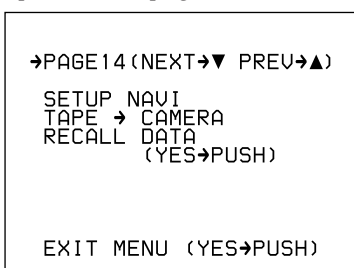 ➔PAGE14(NEXT➔▼ PREV➔▲)
SETUP NAVI
TAPE ➔ CAMERA
RECALL DATA
(YES➔PUSH)
EXIT MENU (YES➔PUSH)